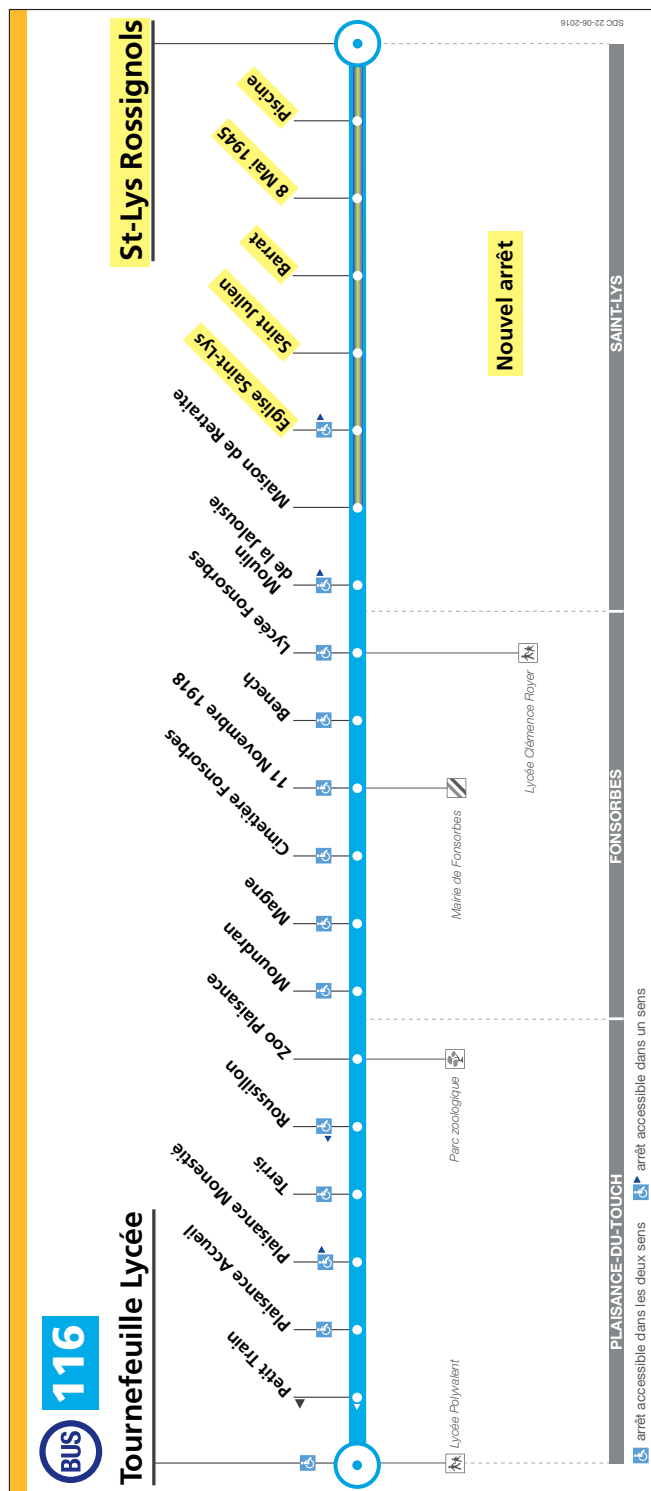 BUS 116
Tournefeuille Lycée
St-Lys Rossignols
Petit Train
Plaisance Accueil
Plaisance Monestié
Terris
Roussillon
Zoo Plaisance
Moundran
Magne
Cimetière Fonsorbes
11 Novembre 1918
Benech
Lycée Fonsorbes
Moulin
de la Jalousie
Maison de Retraite
Eglise Saint-Lys
Saint Julien
Barrat
8 Mai 1945
Piscine
Lycée Polyvalent
Parc zoologique
Mairie de Fonsorbes
Lycée Clémence Royer
Nouvel arrêt
PLAISANCE-DU-TOUCH
FONSORBES
SAINT-LYS
arrêt accessible dans les deux sens
arrêt accessible dans un sens
SDC 22-06-2016